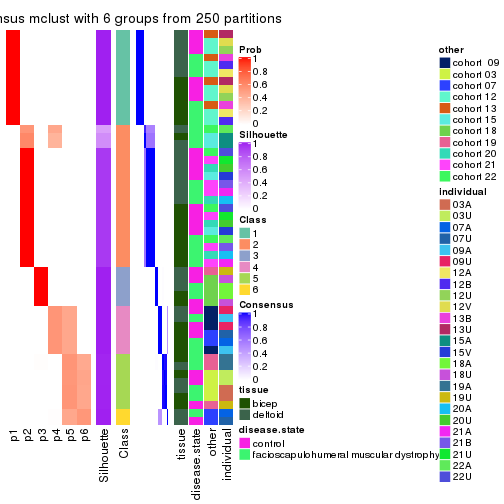 nsus mclust with 6 groups from 250 partitions
p1
p2
p3
p4
p5
p6
Silhouette
Class
tissue
disease.state
other
individual
Prob
1
0.8
0.6
0.4
0.2
0
Silhouette
1
0.8
0.6
0.4
0.2
0
Class
1
2
3
4
5
6
Consensus
1
0.8
0.6
0.4
0.2
0
tissue
bicep
deltoid
disease.state
control
facioscapulohumeral muscular dystrophy
other
cohort 09
cohort 03
cohort 07
cohort 12
cohort 13
cohort 15
cohort 18
cohort 19
cohort 20
cohort 21
cohort 22
individual
03A
03U
07A
07U
09A
09U
12A
12B
12U
12V
13B
13U
15A
15V
18A
18U
19A
19U
20A
20U
21A
21B
21U
22A
22U